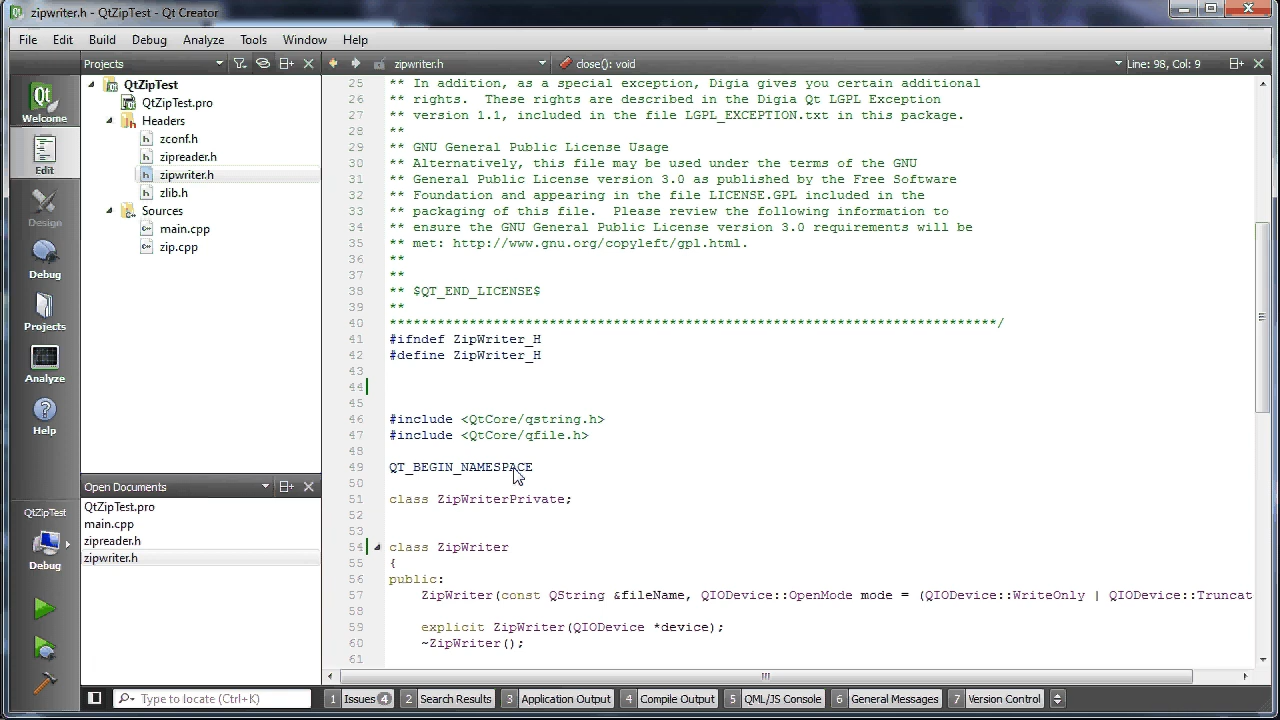 zipwriter.h - QtZipTest - Qt Creator
File Edit Build Debug Analyze Tools Window Help
Projects
zipwriter.h
close(): void
Line: 98, Col: 9
Welcome
Edit
Design
Debug
Projects
Analyze
Help
QtZipTest
Debug
QtZipTest
QtZipTest.pro
Headers
zconf.h
zipreader.h
zipwriter.h
zlib.h
Sources
main.cpp
zip.cpp
Open Documents
QtZipTest.pro
main.cpp
zipreader.h
zipwriter.h
25 ** In addition, as a special exception, Digia gives you certain additional
26 ** rights.  These rights are described in the Digia Qt LGPL Exception
27 ** version 1.1, included in the file LGPL_EXCEPTION.txt in this package.
28 **
29 ** GNU General Public License Usage
30 ** Alternatively, this file may be used under the terms of the GNU
31 ** General Public License version 3.0 as published by the Free Software
32 ** Foundation and appearing in the file LICENSE.GPL included in the
33 ** packaging of this file.  Please review the following information to
34 ** ensure the GNU General Public License version 3.0 requirements will be
35 ** met: http://www.gnu.org/copyleft/gpl.html.
36 **
37 **
38 ** $QT_END_LICENSE$
39 **
40 ****************************************************************************/
41 #ifndef ZipWriter_H
42 #define ZipWriter_H
43
44
45
46 #include <QtCore/qstring.h>
47 #include <QtCore/qfile.h>
48
49 QT_BEGIN_NAMESPACE
50
51 class ZipWriterPrivate;
52
53
54 class ZipWriter
55 {
56 public:
57 ZipWriter(const QString &fileName, QIODevice::OpenMode mode = (QIODevice::WriteOnly | QIODevice::Truncat
58
59 explicit ZipWriter(QIODevice *device);
60 ~ZipWriter();
61
Type to locate (Ctrl+K)
1 Issues 4
2 Search Results
3 Application Output
4 Compile Output
5 QML/JS Console
6 General Messages
7 Version Control